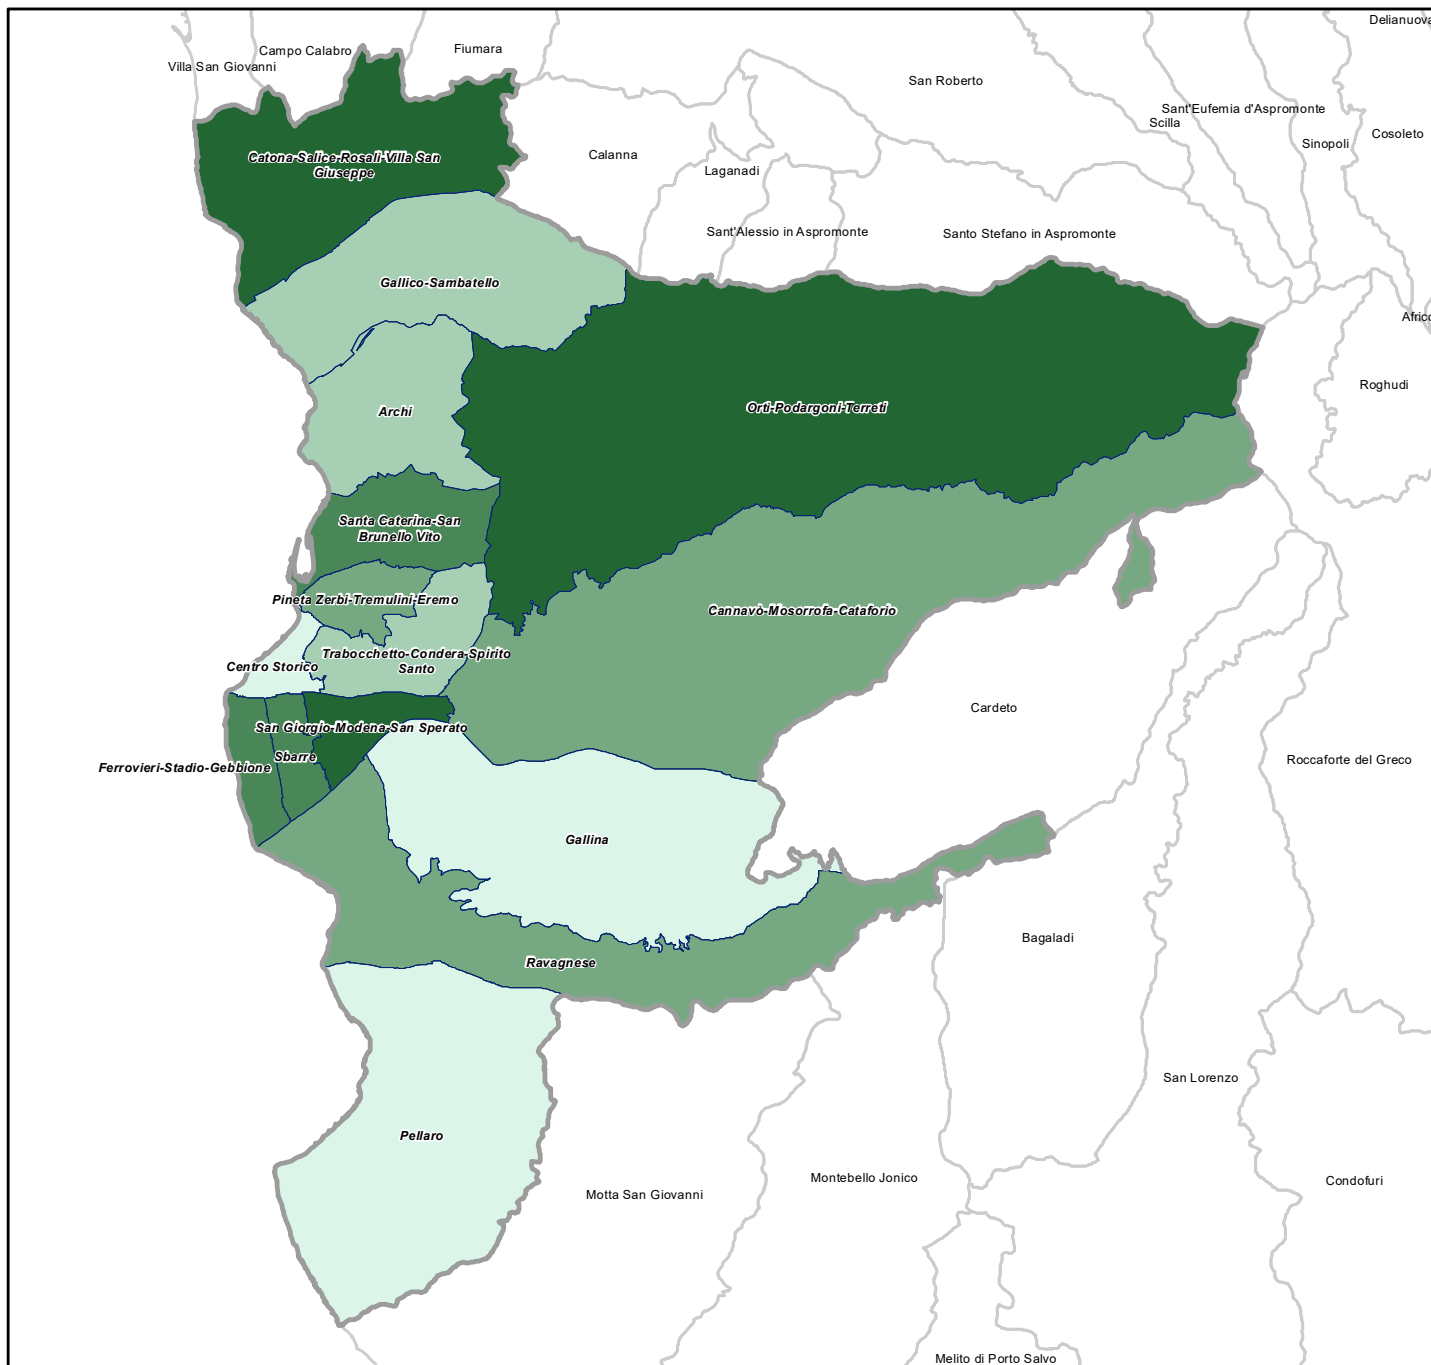 Delianuova
Campo Calabro
Fiumara
Villa San Giovanni
San Roberto
Sant'Eufemia d'Aspromonte
Scilla
Cosoleto
Sinopoli
Catona-Salice-Rosali-Villa San
Giuseppe
Calanna
Laganadi
Sant'Alessio in Aspromonte
Santo Stefano in Aspromonte
Gallico-Sambatello
Africo
Roghudi
Archi
Orti-Podargoni-Terreti
Santa Caterina-San
Brunello Vito
Pineta Zerbi-Tremulini-Eremo
Cannavò-Mosorrofa-Cataforio
Trabocchetto-Condera-Spirito
Santo
Centro Storico
Cardeto
San Giorgio-Modena-San Sperato
Sbarre
Ferrovieri-Stadio-Gebbione
Roccaforte del Greco
Gallina
Bagaladi
Ravagnese
San Lorenzo
Pellaro
Montebello Jonico
Condofuri
Motta San Giovanni
Melito di Porto Salvo